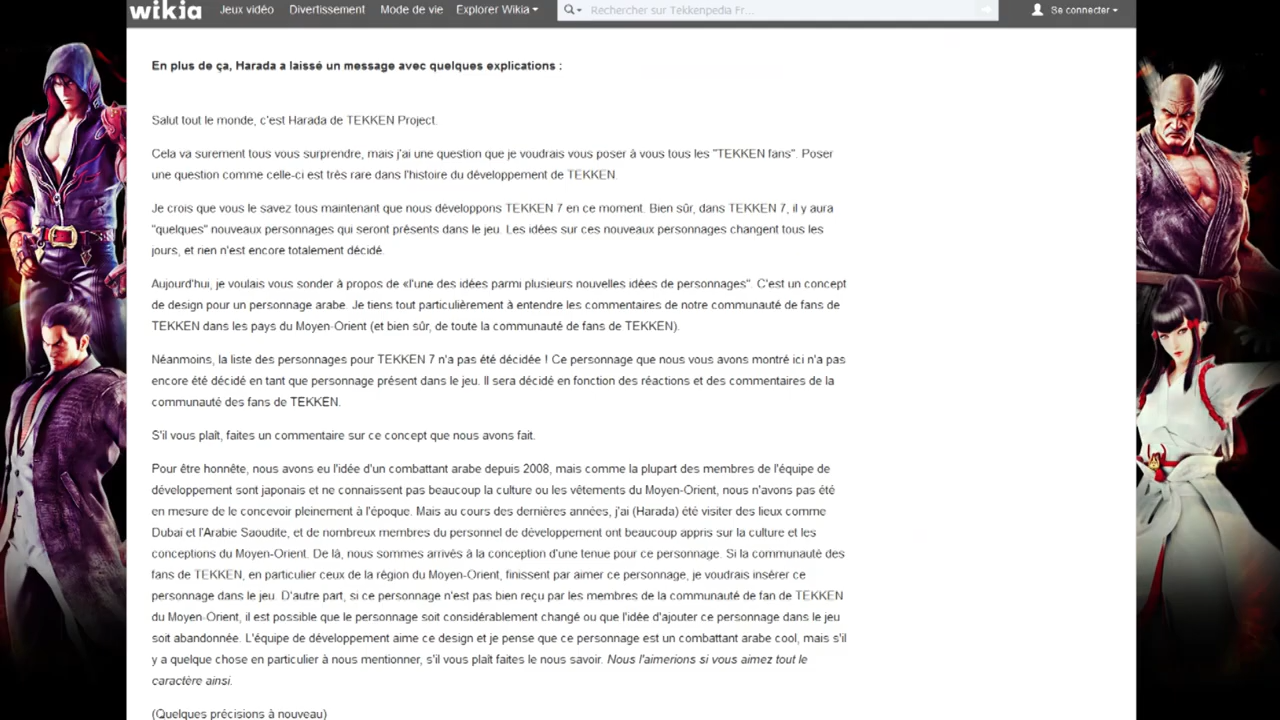 wikia Jeux vidéo Divertissement Mode de vie Explorer Wikia Rechercher sur Tekkenpedia Fr... Se connecter
En plus de ça, Harada a laissé un message avec quelques explications :
Salut tout le monde, c'est Harada de TEKKEN Project.
Cela va surement tous vous surprendre, mais j'ai une question que je voudrais vous poser à vous tous les "TEKKEN fans". Poser
une question comme celle-ci est très rare dans l'histoire du développement de TEKKEN.
Je crois que vous le savez tous maintenant que nous développons TEKKEN 7 en ce moment. Bien sûr, dans TEKKEN 7, il y aura
"quelques" nouveaux personnages qui seront présents dans le jeu. Les idées sur ces nouveaux personnages changent tous les
jours, et rien n'est encore totalement décidé.
Aujourd'hui, je voulais vous sonder à propos de «l'une des idées parmi plusieurs nouvelles idées de personnages". C'est un concept
de design pour un personnage arabe. Je tiens tout particulièrement à entendre les commentaires de notre communauté de fans de
TEKKEN dans les pays du Moyen-Orient (et bien sûr, de toute la communauté de fans de TEKKEN).
Néanmoins, la liste des personnages pour TEKKEN 7 n'a pas été décidée ! Ce personnage que nous vous avons montré ici n'a pas
encore été décidé en tant que personnage présent dans le jeu. Il sera décidé en fonction des réactions et des commentaires de la
communauté des fans de TEKKEN.
S'il vous plaît, faites un commentaire sur ce concept que nous avons fait.
Pour être honnête, nous avons eu l'idée d'un combattant arabe depuis 2008, mais comme la plupart des membres de l'équipe de
développement sont japonais et ne connaissent pas beaucoup la culture ou les vêtements du Moyen-Orient, nous n'avons pas été
en mesure de le concevoir pleinement à l'époque. Mais au cours des dernières années, j'ai (Harada) été visiter des lieux comme
Dubaï et l'Arabie Saoudite, et de nombreux membres du personnel de développement ont beaucoup appris sur la culture et les
conceptions du Moyen-Orient. De là, nous sommes arrivés à la conception d'une tenue pour ce personnage. Si la communauté des
fans de TEKKEN, en particulier ceux de la région du Moyen-Orient, finissent par aimer ce personnage, je voudrais insérer ce
personnage dans le jeu. D'autre part, si ce personnage n'est pas bien reçu par les membres de la communauté de fan de TEKKEN
du Moyen-Orient, il est possible que le personnage soit considérablement changé ou que l'idée d'ajouter ce personnage dans le jeu
soit abandonnée. L'équipe de développement aime ce design et je pense que ce personnage est un combattant arabe cool, mais s'il
y a quelque chose en particulier à nous mentionner, s'il vous plaît faites le nous savoir. Nous l'aimerions si vous aimez tout le
caractère ainsi.
(Quelques précisions à nouveau)